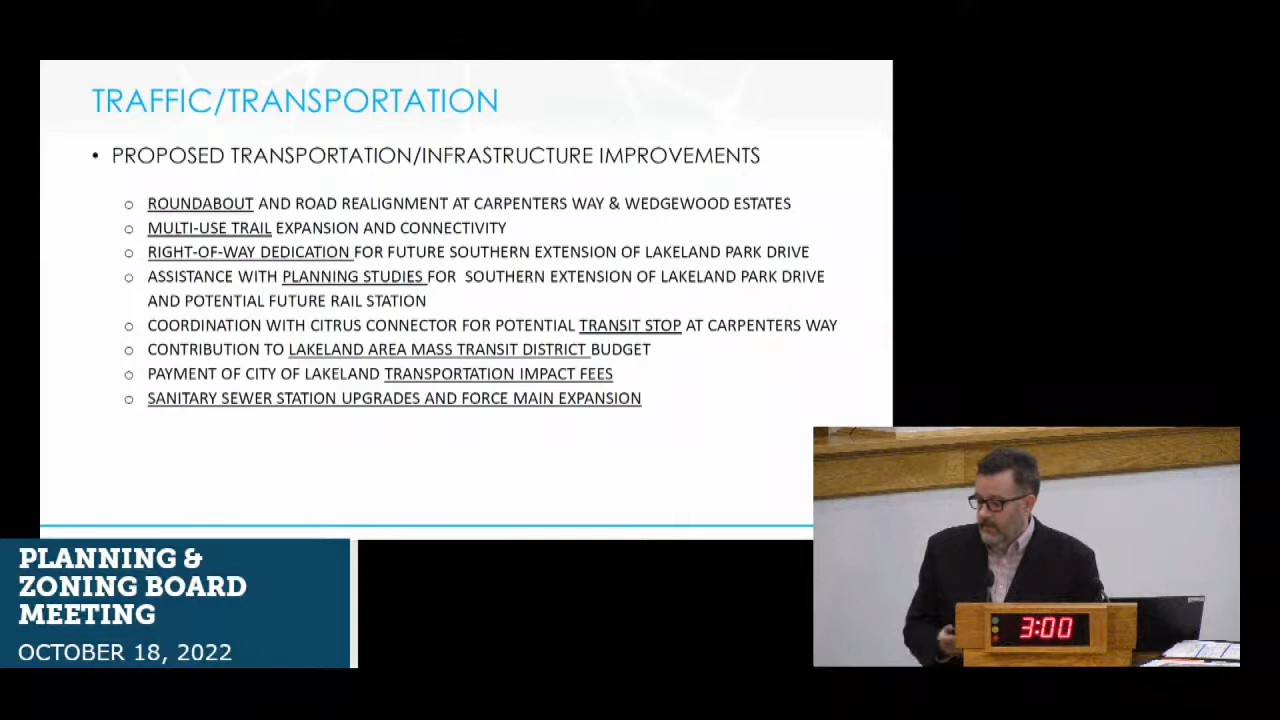 TRAFFIC/TRANSPORTATION
• PROPOSED TRANSPORTATION/INFRASTRUCTURE IMPROVEMENTS
○ ROUNDABOUT AND ROAD REALIGNMENT AT CARPENTERS WAY & WEDGEWOOD ESTATES
○ MULTI-USE TRAIL EXPANSION AND CONNECTIVITY
○ RIGHT-OF-WAY DEDICATION FOR FUTURE SOUTHERN EXTENSION OF LAKELAND PARK DRIVE
○ ASSISTANCE WITH PLANNING STUDIES FOR SOUTHERN EXTENSION OF LAKELAND PARK DRIVE
AND POTENTIAL FUTURE RAIL STATION
○ COORDINATION WITH CITRUS CONNECTOR FOR POTENTIAL TRANSIT STOP AT CARPENTERS WAY
○ CONTRIBUTION TO LAKELAND AREA MASS TRANSIT DISTRICT BUDGET
○ PAYMENT OF CITY OF LAKELAND TRANSPORTATION IMPACT FEES
○ SANITARY SEWER STATION UPGRADES AND FORCE MAIN EXPANSION
PLANNING &
ZONING BOARD
MEETING
OCTOBER 18, 2022
3:00